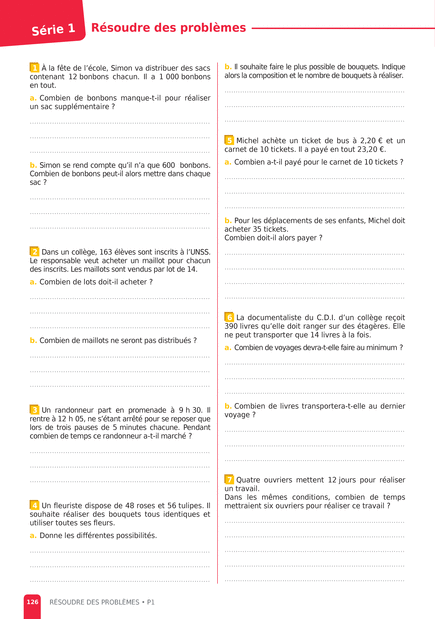 Série 1
Résoudre des problèmes
1 À la fête de l'école, Simon va distribuer des sacs
contenant 12 bonbons chacun. Il a 1 000 bonbons
en tout.
a. Combien de bonbons manque-t-il pour réaliser
un sac supplémentaire ?
b. Simon se rend compte qu'il n'a que 600 bonbons.
Combien de bonbons peut-il alors mettre dans chaque
sac ?
2 Dans un collège, 163 élèves sont inscrits à l'UNSS.
Le responsable veut acheter un maillot pour chacun
des inscrits. Les maillots sont vendus par lot de 14.
a. Combien de lots doit-il acheter ?
b. Combien de maillots ne seront pas distribués ?
3 Un randonneur part en promenade à 9 h 30. Il
rentre à 12 h 05, ne s'étant arrêté pour se reposer que
lors de trois pauses de 5 minutes chacune. Pendant
combien de temps ce randonneur a-t-il marché ?
4 Un fleuriste dispose de 48 roses et 56 tulipes. Il
souhaite réaliser des bouquets tous identiques et
utiliser toutes ses fleurs.
a. Donne les différentes possibilités.
b. Il souhaite faire le plus possible de bouquets. Indique
alors la composition et le nombre de bouquets à réaliser.
5 Michel achète un ticket de bus à 2,20 € et un
carnet de 10 tickets. Il a payé en tout 23,20 €.
a. Combien a-t-il payé pour le carnet de 10 tickets ?
b. Pour les déplacements de ses enfants, Michel doit
acheter 35 tickets.
Combien doit-il alors payer ?
6 La documentaliste du C.D.I. d'un collège reçoit
390 livres qu'elle doit ranger sur des étagères. Elle
ne peut transporter que 14 livres à la fois.
a. Combien de voyages devra-t-elle faire au minimum ?
b. Combien de livres transportera-t-elle au dernier
voyage ?
7 Quatre ouvriers mettent 12 jours pour réaliser
un travail.
Dans les mêmes conditions, combien de temps
mettraient six ouvriers pour réaliser ce travail ?
126 RÉSOUDRE DES PROBLÈMES • P1